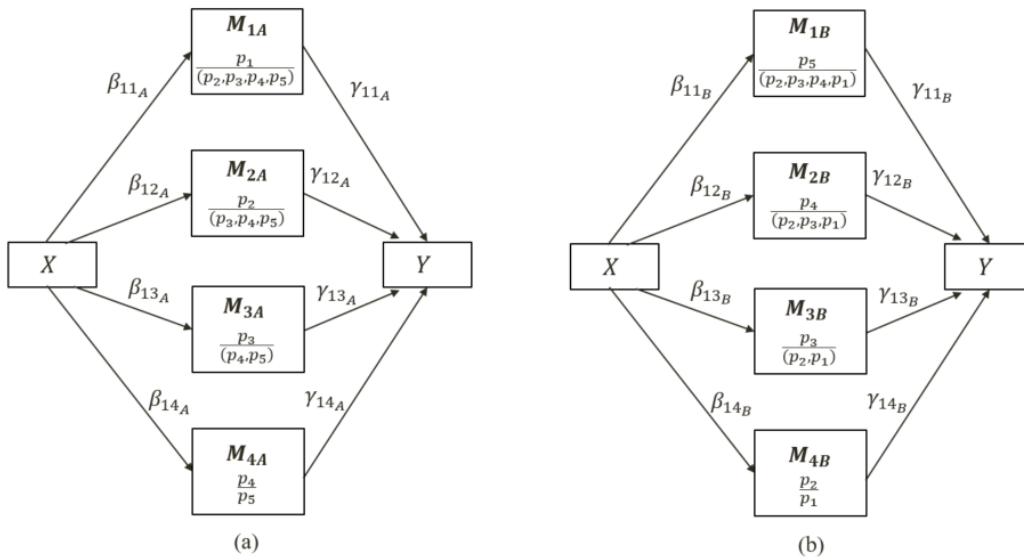 M₁A
p₁
(p₂,p₃,p₄,p₅)
β₁₁A
γ₁₁A
M₂A
p₂
(p₃,p₄,p₅)
β₁₂A
γ₁₂A
X
Y
M₃A
p₃
(p₄,p₅)
β₁₃A
γ₁₃A
β₁₄A
γ₁₄A
M₄A
p₄
p₅
(a)
M₁B
p₅
(p₂,p₃,p₄,p₁)
β₁₁B
γ₁₁B
M₂B
p₄
(p₂,p₃,p₁)
β₁₂B
γ₁₂B
X
Y
M₃B
p₃
(p₂,p₁)
β₁₃B
γ₁₃B
β₁₄B
γ₁₄B
M₄B
p₂
p₁
(b)